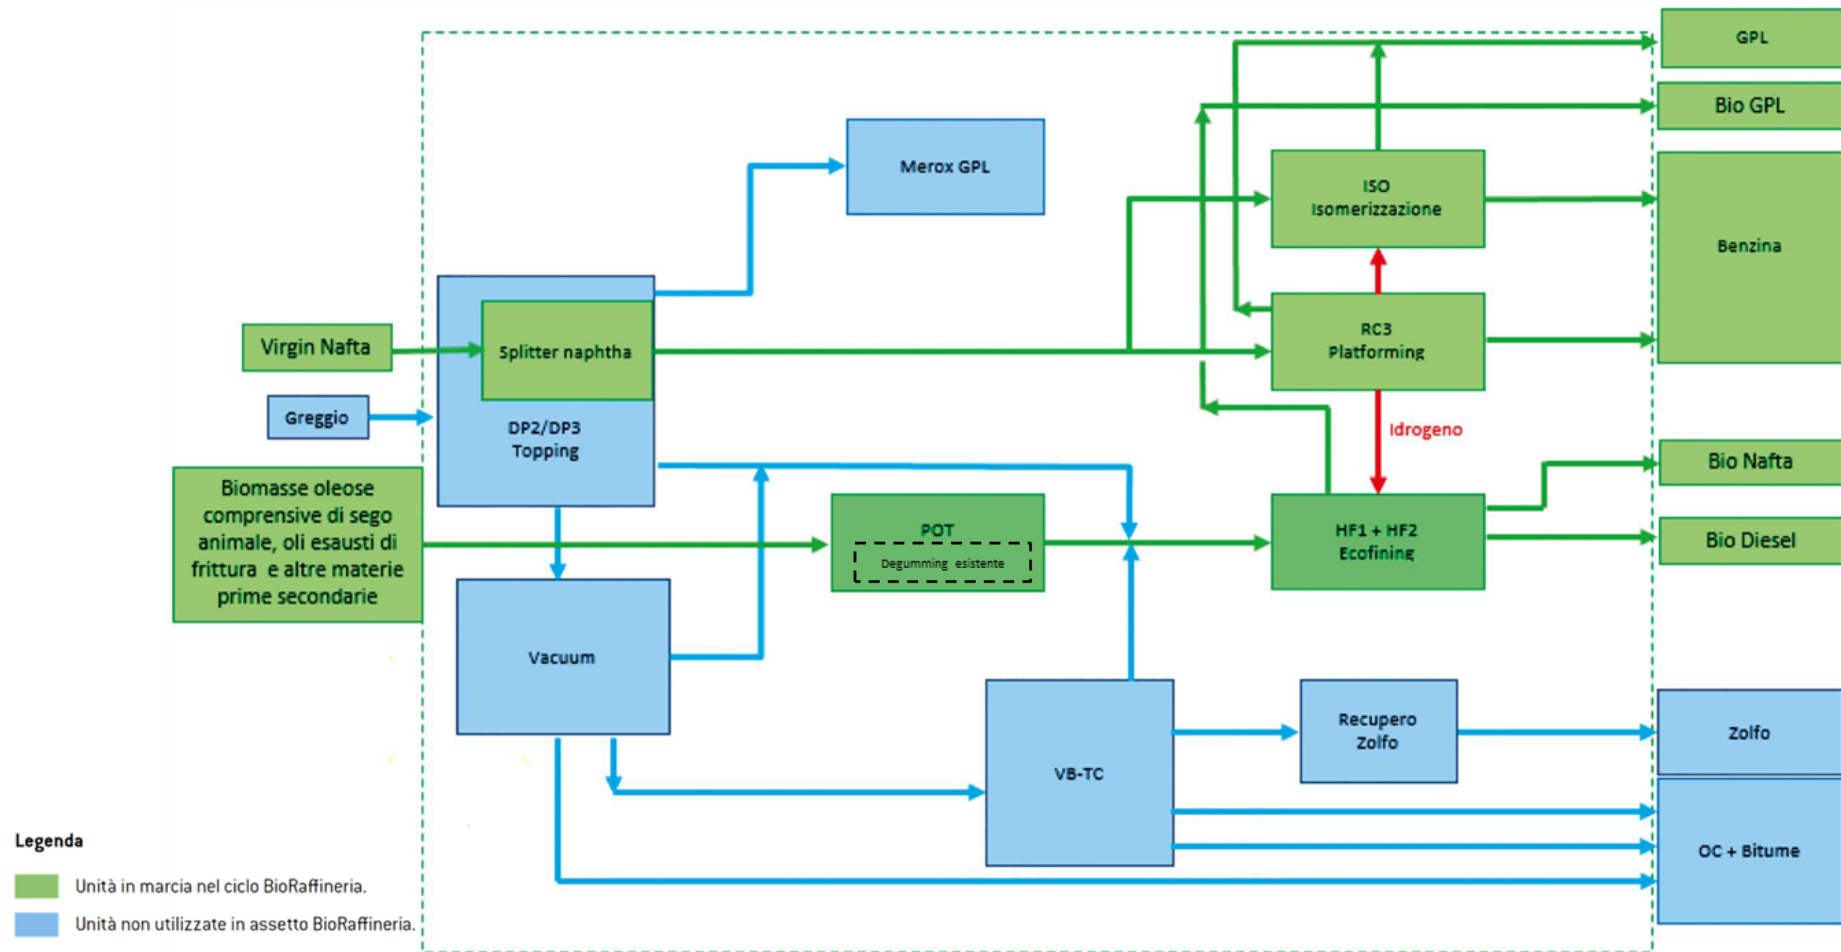 GPL
Bio GPL
Merox GPL
ISO
Isomerizzazione
Benzina
Virgin Nafta
Splitter naphtha
RC3
Platforming
Greggio
DP2/DP3
Topping
Idrogeno
Bio Nafta
Biomasse oleose
comprensive di sego
animale, oli esausti di
frittura e altre materie
prime secondarie
POT
Degumming esistente
HF1 + HF2
Ecofining
Bio Diesel
Vacuum
Recupero
Zolfo
Zolfo
VB-TC
OC + Bitume
Legenda
Unità in marcia nel ciclo BioRaffineria.
Unità non utilizzate in assetto BioRaffineria.